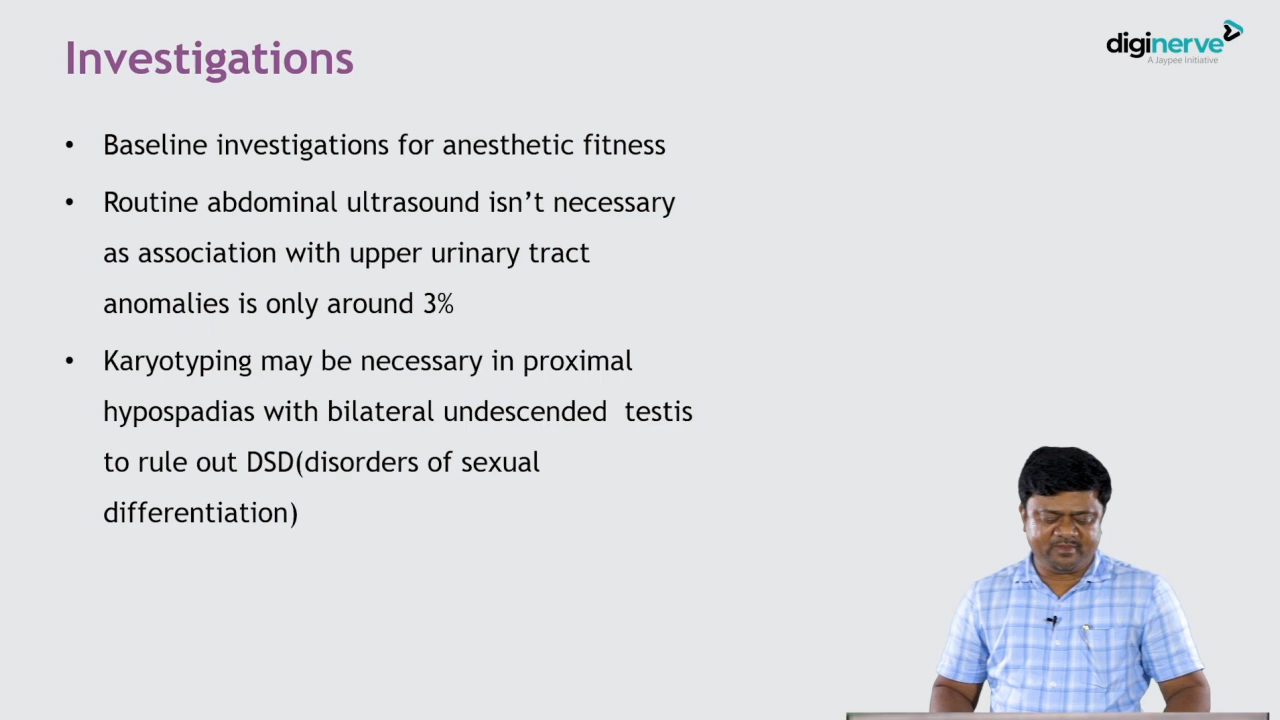 Investigations
diginerve
A Jaypee Initiative
• Baseline investigations for anesthetic fitness
• Routine abdominal ultrasound isn’t necessary
as association with upper urinary tract
anomalies is only around 3%
• Karyotyping may be necessary in proximal
hypospadias with bilateral undescended  testis
to rule out DSD(disorders of sexual
differentiation)